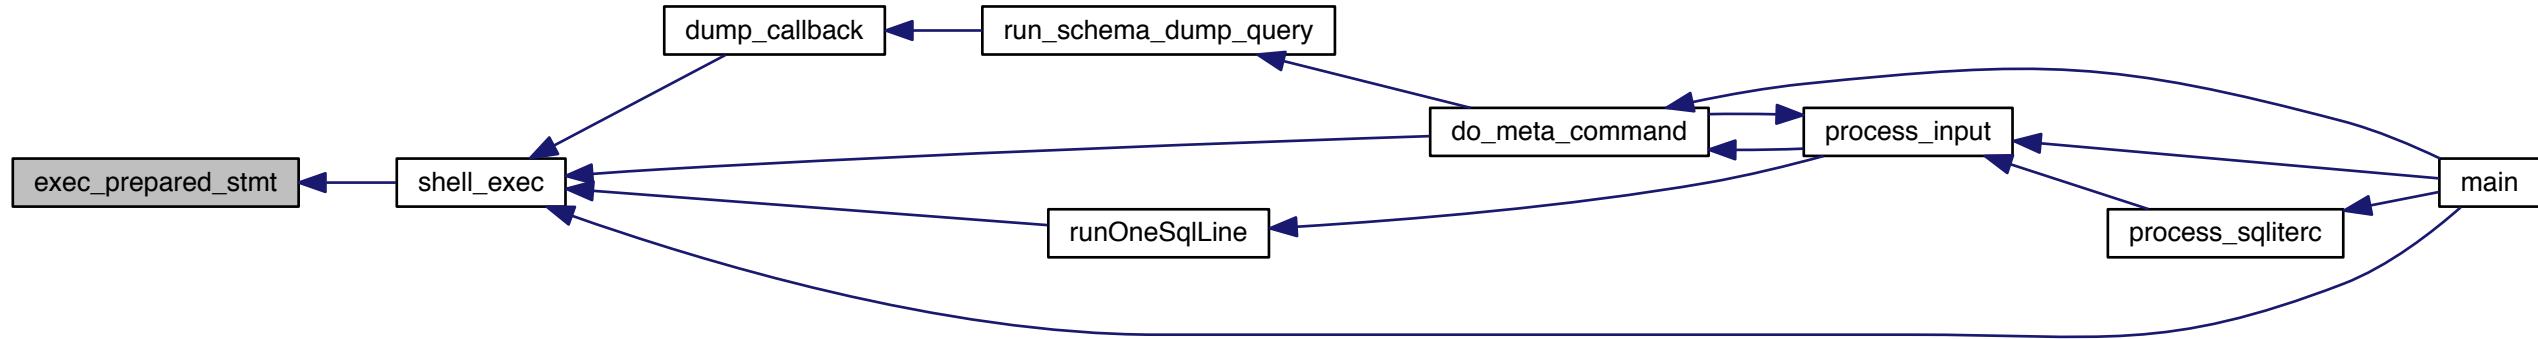 dump_callback
run_schema_dump_query
do_meta_command
process_input
exec_prepared_stmt
shell_exec
main
runOneSqlLine
process_sqliterc